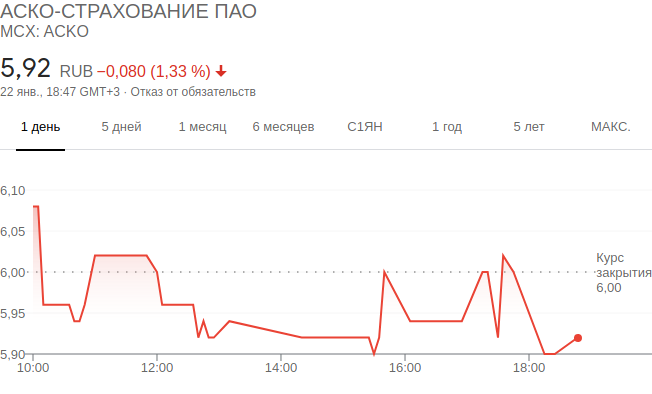 АСКО-СТРАХОВАНИЕ ПАО
MCX: ACKO
5,92 RUB −0,080 (1,33 %)
22 янв., 18:47 GMT+3 · Отказ от обязательств
1 день 5 дней 1 месяц 6 месяцев С1ЯН 1 год 5 лет МАКС.
6,10
6,05
6,00
5,95
5,90
Курс
закрытия
6,00
10:00 12:00 14:00 16:00 18:00